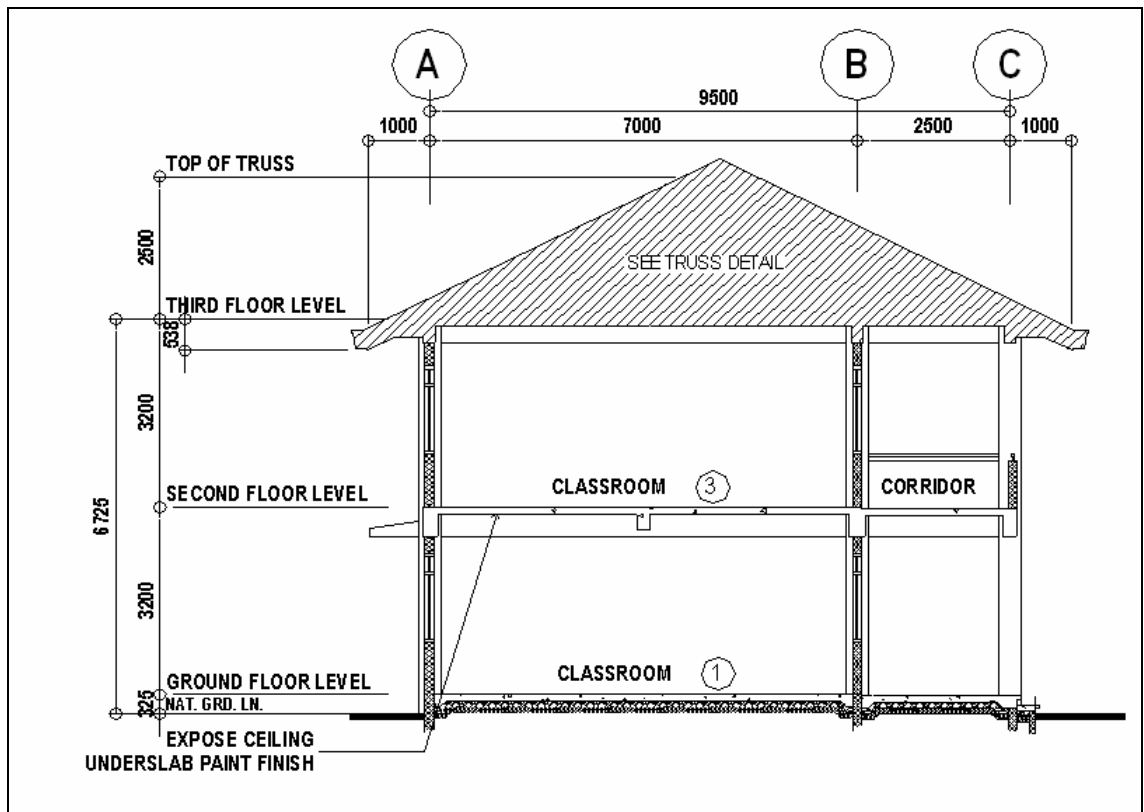 A
B
C
9500
1000
7000
2500
1000
TOP OF TRUSS
2500
SEE TRUSS DETAIL
THIRD FLOOR LEVEL
538
3200
CLASSROOM 3
CORRIDOR
SECOND FLOOR LEVEL
6725
3200
CLASSROOM 1
GROUND FLOOR LEVEL
325
NAT. GRD. LN.
EXPOSE CEILING
UNDERSLAB PAINT FINISH